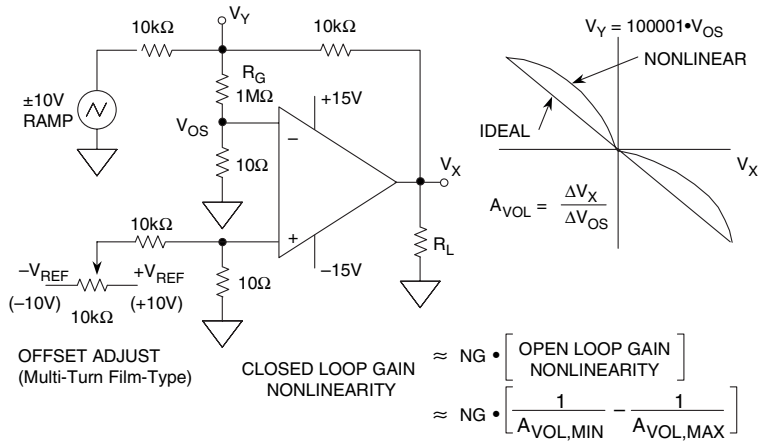 V_Y
10kΩ
10kΩ
R_G
1MΩ
±10V
RAMP
V_OS
+15V
–
10Ω
V_X
10kΩ
+
–15V
R_L
–V_REF
+V_REF
(–10V)
(+10V)
10kΩ
10Ω
V_Y = 100001•V_OS
NONLINEAR
IDEAL
V_X
A_VOL = ΔV_X / ΔV_OS
OFFSET ADJUST
(Multi-Turn Film-Type)
CLOSED LOOP GAIN
NONLINEARITY
≈ NG • [OPEN LOOP GAIN
NONLINEARITY]
≈ NG • [1 / A_VOL,MIN – 1 / A_VOL,MAX]